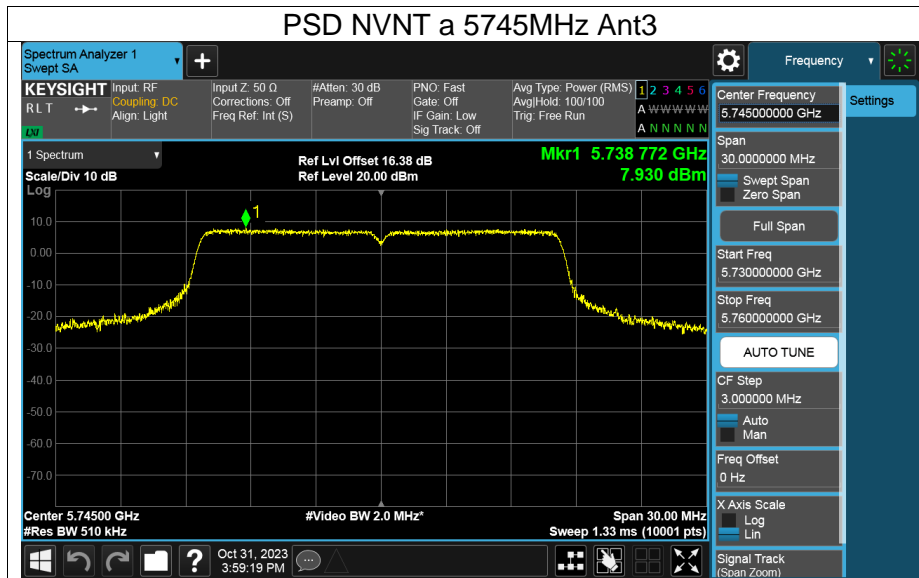 PSD NVNT a 5745MHz Ant3
Spectrum Analyzer 1
Swept SA
+
Frequency
KEYSIGHT
R L T
LXI
Input: RF
Coupling: DC
Align: Light
Input Z: 50 Ω
Corrections: Off
Freq Ref: Int (S)
#Atten: 30 dB
Preamp: Off
PNO: Fast
Gate: Off
IF Gain: Low
Sig Track: Off
Avg Type: Power (RMS)
Avg|Hold: 100/100
Trig: Free Run
1 2 3 4 5 6
A W W W W W
A N N N N N
1 Spectrum
Scale/Div 10 dB
Log
Ref Lvl Offset 16.38 dB
Ref Level 20.00 dBm
Mkr1 5.738 772 GHz
7.930 dBm
1
10.0
0.00
-10.0
-20.0
-30.0
-40.0
-50.0
-60.0
-70.0
Center 5.74500 GHz
#Res BW 510 kHz
#Video BW 2.0 MHz*
Span 30.00 MHz
Sweep 1.33 ms (10001 pts)
?
Oct 31, 2023
3:59:19 PM
Center Frequency
5.745000000 GHz
Span
30.0000000 MHz
Swept Span
Zero Span
Full Span
Start Freq
5.730000000 GHz
Stop Freq
5.760000000 GHz
AUTO TUNE
CF Step
3.000000 MHz
Auto
Man
Freq Offset
0 Hz
X Axis Scale
Log
Lin
Signal Track
(Span Zoom)
Settings